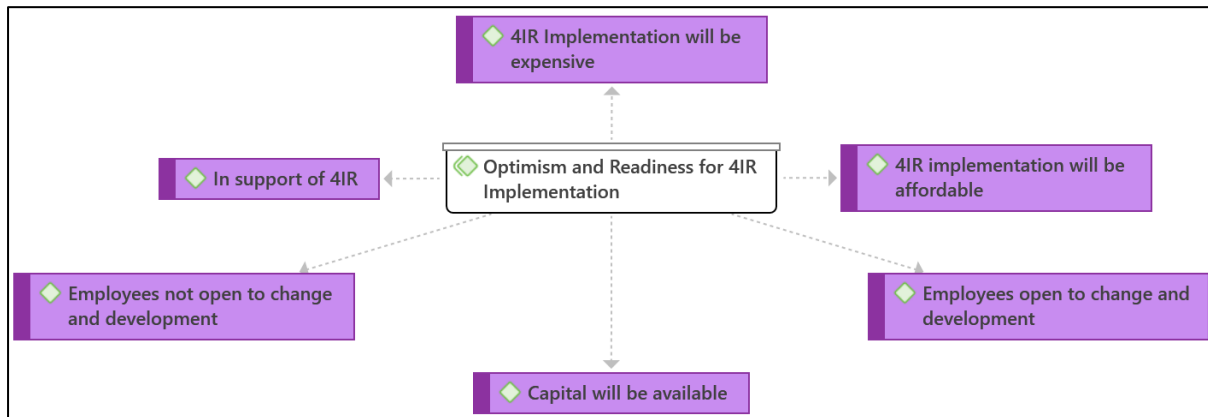 4IR Implementation will be
expensive
In support of 4IR
Optimism and Readiness for 4IR
Implementation
4IR implementation will be
affordable
Employees not open to change
and development
Employees open to change and
development
Capital will be available